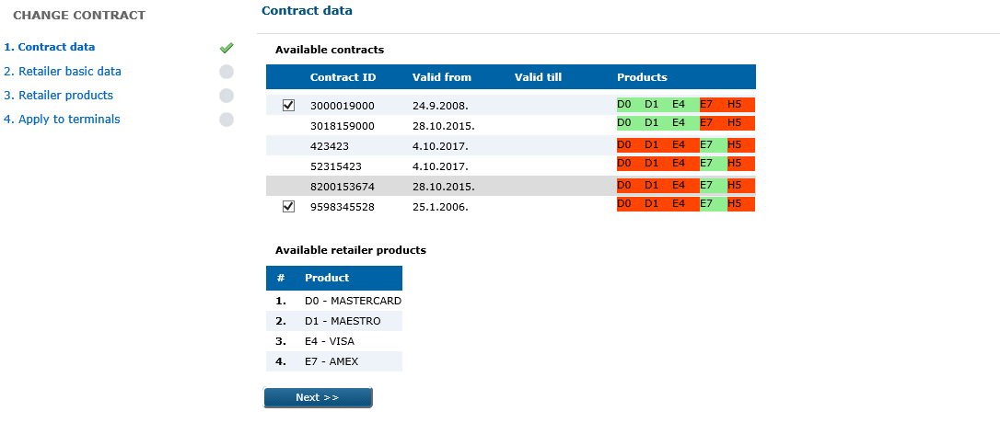 CHANGE CONTRACT
1. Contract data
2. Retailer basic data
3. Retailer products
4. Apply to terminals
Contract data
Available contracts
Contract ID Valid from Valid till Products
3000019000 24.9.2008. D0 D1 E4 E7 H5
3018159000 28.10.2015. D0 D1 E4 E7 H5
423423 4.10.2017. D0 D1 E4 E7 H5
52315423 4.10.2017. D0 D1 E4 E7 H5
8200153674 28.10.2015. D0 D1 E4 E7 H5
9598345528 25.1.2006. D0 D1 E4 E7 H5
Available retailer products
# Product
1. D0 - MASTERCARD
2. D1 - MAESTRO
3. E4 - VISA
4. E7 - AMEX
Next >>